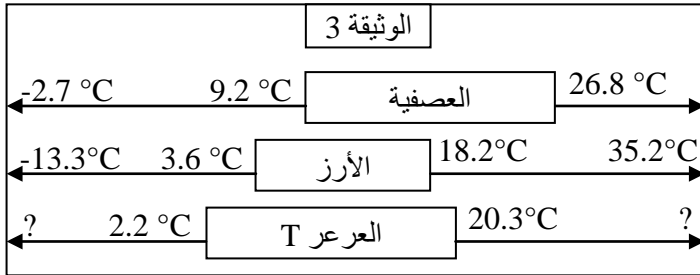 الوثيقة 3
-2.7 °C 9.2 °C العصفية 26.8 °C
-13.3°C 3.6 °C الأرز 18.2°C 35.2°C
? 2.2 °C العرعر T 20.3°C ?